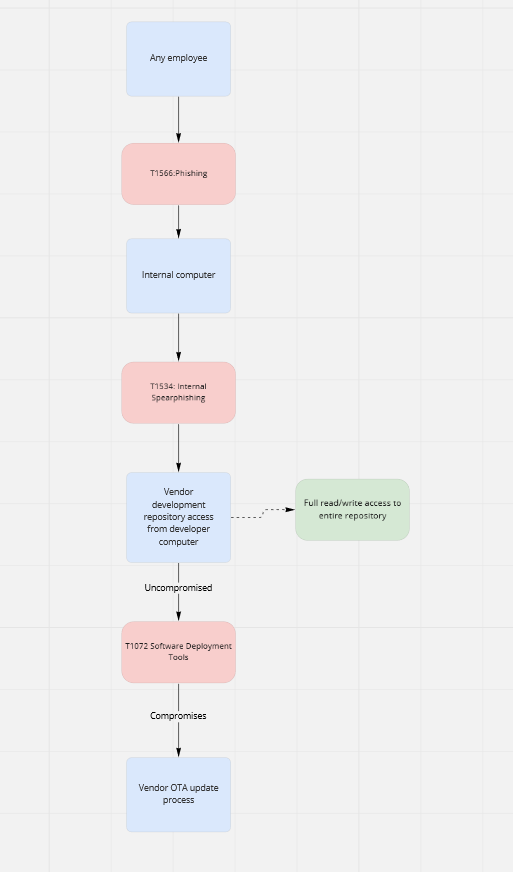 Any employee
T1566:Phishing
Internal computer
T1534: Internal
Spearphishing
Vendor
development
repository access
from developer
computer
Full read/write access to
entire repository
Uncompromised
T1072 Software Deployment
Tools
Compromises
Vendor OTA update
process